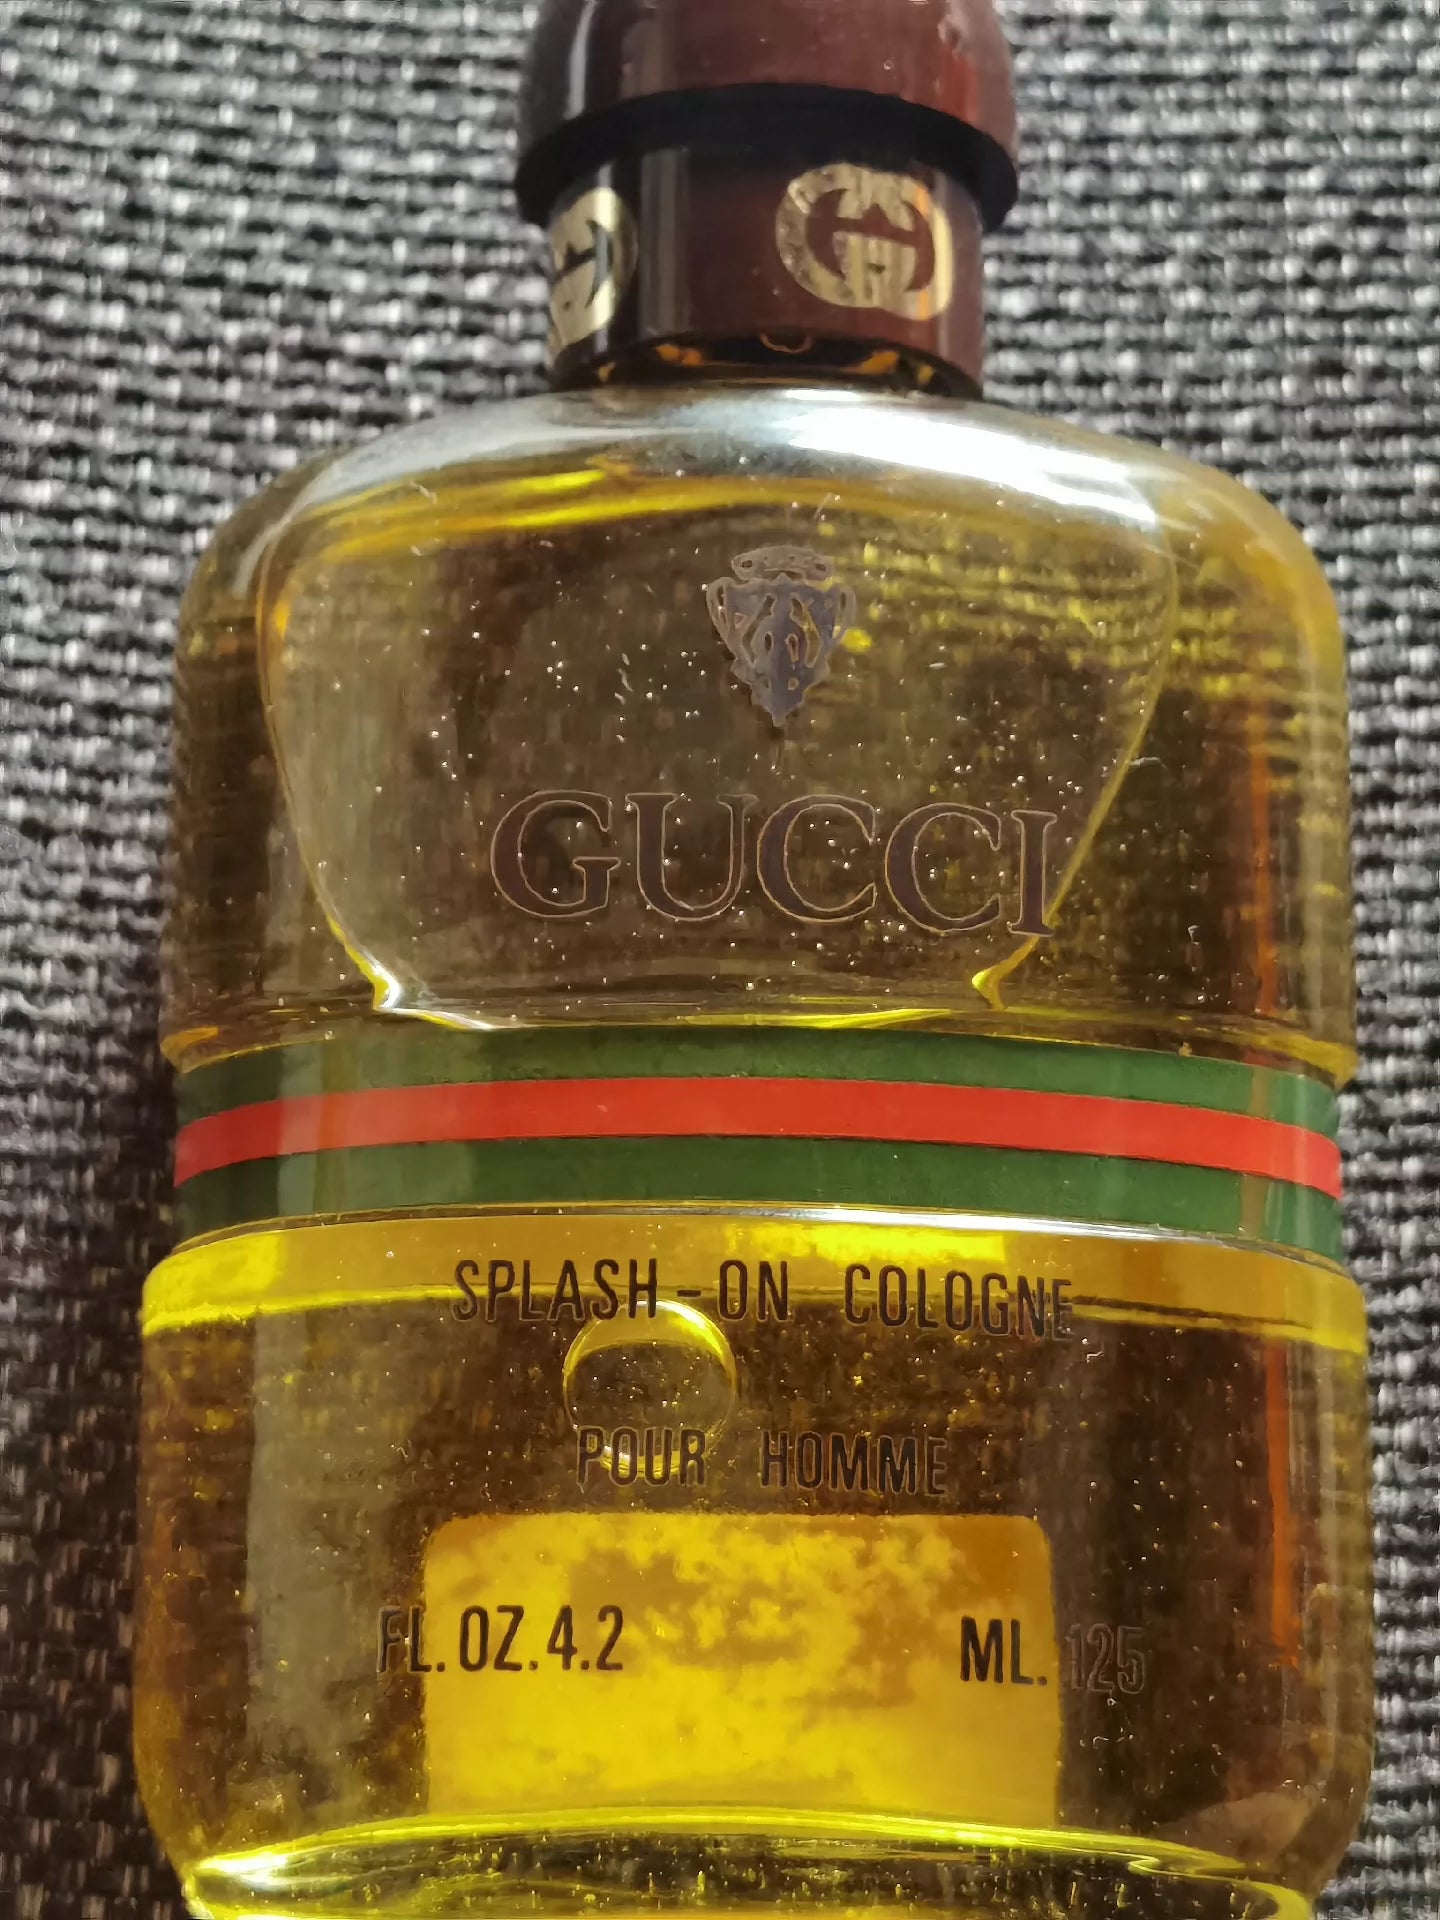 GUCCI
SPLASH-ON COLOGNE
POUR HOMME
FL.OZ.4.2 ML.125